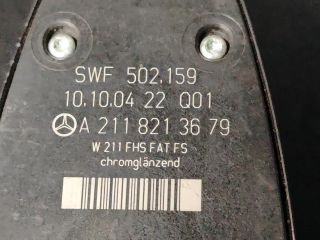 SWF 502.159
10.10.04 22 Q01
A 211 821 36 79
W 211 FHS FAT FS
chromglänzend